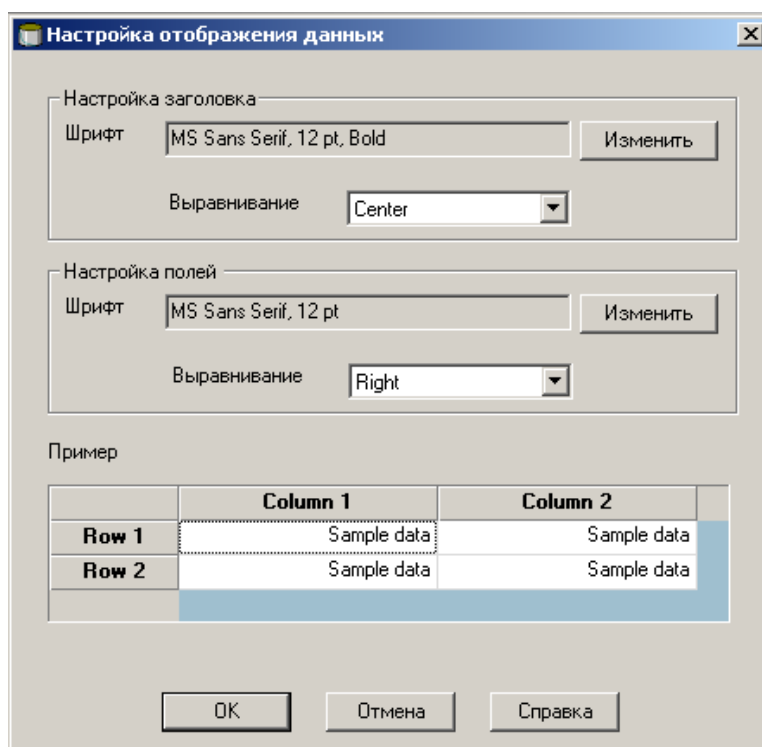 Настройка отображения данных
Настройка заголовка
Шрифт MS Sans Serif, 12 pt, Bold Изменить
Выравнивание Center
Настройка полей
Шрифт MS Sans Serif, 12 pt Изменить
Выравнивание Right
Пример
Column 1 Column 2
Row 1 Sample data Sample data
Row 2 Sample data Sample data
OK Отмена Справка